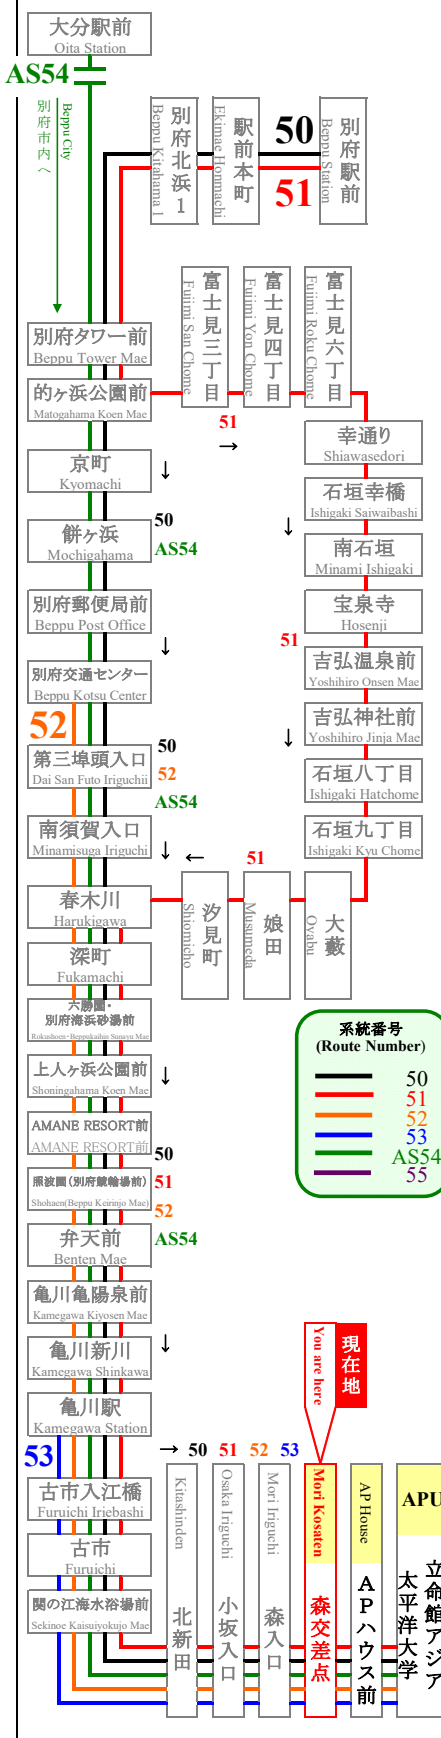 大分駅前
Oita Station
AS54
Beppu City
別府市内へ
別府北浜1
Beppu Kitahama 1
駅前本町
Ekimae Honmachi
50
51
別府駅前
Beppu Station
別府タワー前
Beppu Tower Mae
富士見三丁目
Fujimi San Chome
富士見四丁目
Fujimi Yon Chome
富士見六丁目
Fujimi Roku Chome
的ヶ浜公園前
Matogahama Koen Mae
51
→
幸通り
Shiawasedori
京町
Kyomachi
↓
石垣幸橋
Ishigaki Saiwaibashi
餅ヶ浜
Mochigahama
50
AS54
↓
南石垣
Minami Ishigaki
別府郵便局前
Beppu Post Office
↓
宝泉寺
Hosenji
51
吉弘温泉前
Yoshihiro Onsen Mae
別府交通センター
Beppu Kotsu Center
52
吉弘神社前
Yoshihiro Jinja Mae
↓
第三埠頭入口
Dai San Futo Iriguchii
50
52
AS54
石垣八丁目
Ishigaki Hatchome
南須賀入口
Minamisuga Iriguchi
↓
石垣九丁目
Ishigaki Kyu Chome
←
51
春木川
Harukigawa
汐見町
Shiomicho
娘田
Musumeda
大藪
Oyabu
深町
Fukamachi
六勝園・
別府海浜砂湯前
Rokushoen・Beppukaihin Sunayu Mae
上人ヶ浜公園前
Shoningahama Koen Mae
↓
系統番号
(Route Number)
50
51
52
53
AS54
55
AMANE RESORT前
AMANE RESORT前
50
51
52
AS54
照波園(別府競輪場前)
Shohaen(Beppu Keirinjo Mae)
弁天前
Benten Mae
亀川亀陽泉前
Kamegawa Kiyosen Mae
亀川新川
Kamegawa Shinkawa
↓
亀川駅
Kamegawa Station
You are here
現在地
53
→ 50 51 52 53
古市入江橋
Furuichi Iriebashi
古市
Furuichi
関の江海水浴場前
Sekinoe Kaisuiyokujo Mae
Kitashinden
北新田
Osaka Iriguchi
小坂入口
Mori Iriguchi
森入口
Mori Kosaten
森交差点
AP House
APハウス前
APU
立命館アジア
太平洋大学